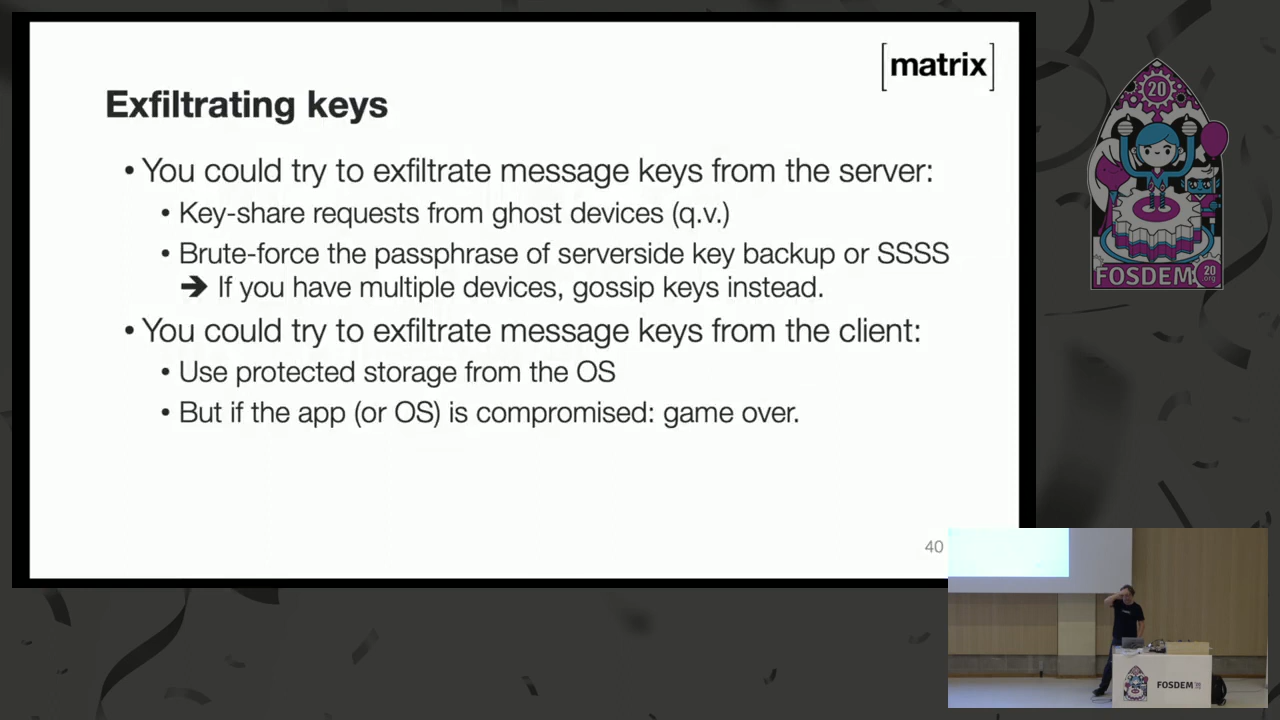 [matrix]
Exfiltrating keys
• You could try to exfiltrate message keys from the server:
• Key-share requests from ghost devices (q.v.)
• Brute-force the passphrase of serverside key backup or SSSS
➔ If you have multiple devices, gossip keys instead.
• You could try to exfiltrate message keys from the client:
• Use protected storage from the OS
• But if the app (or OS) is compromised: game over.
40
20
FOSDEM 20
.org
FOSDEM